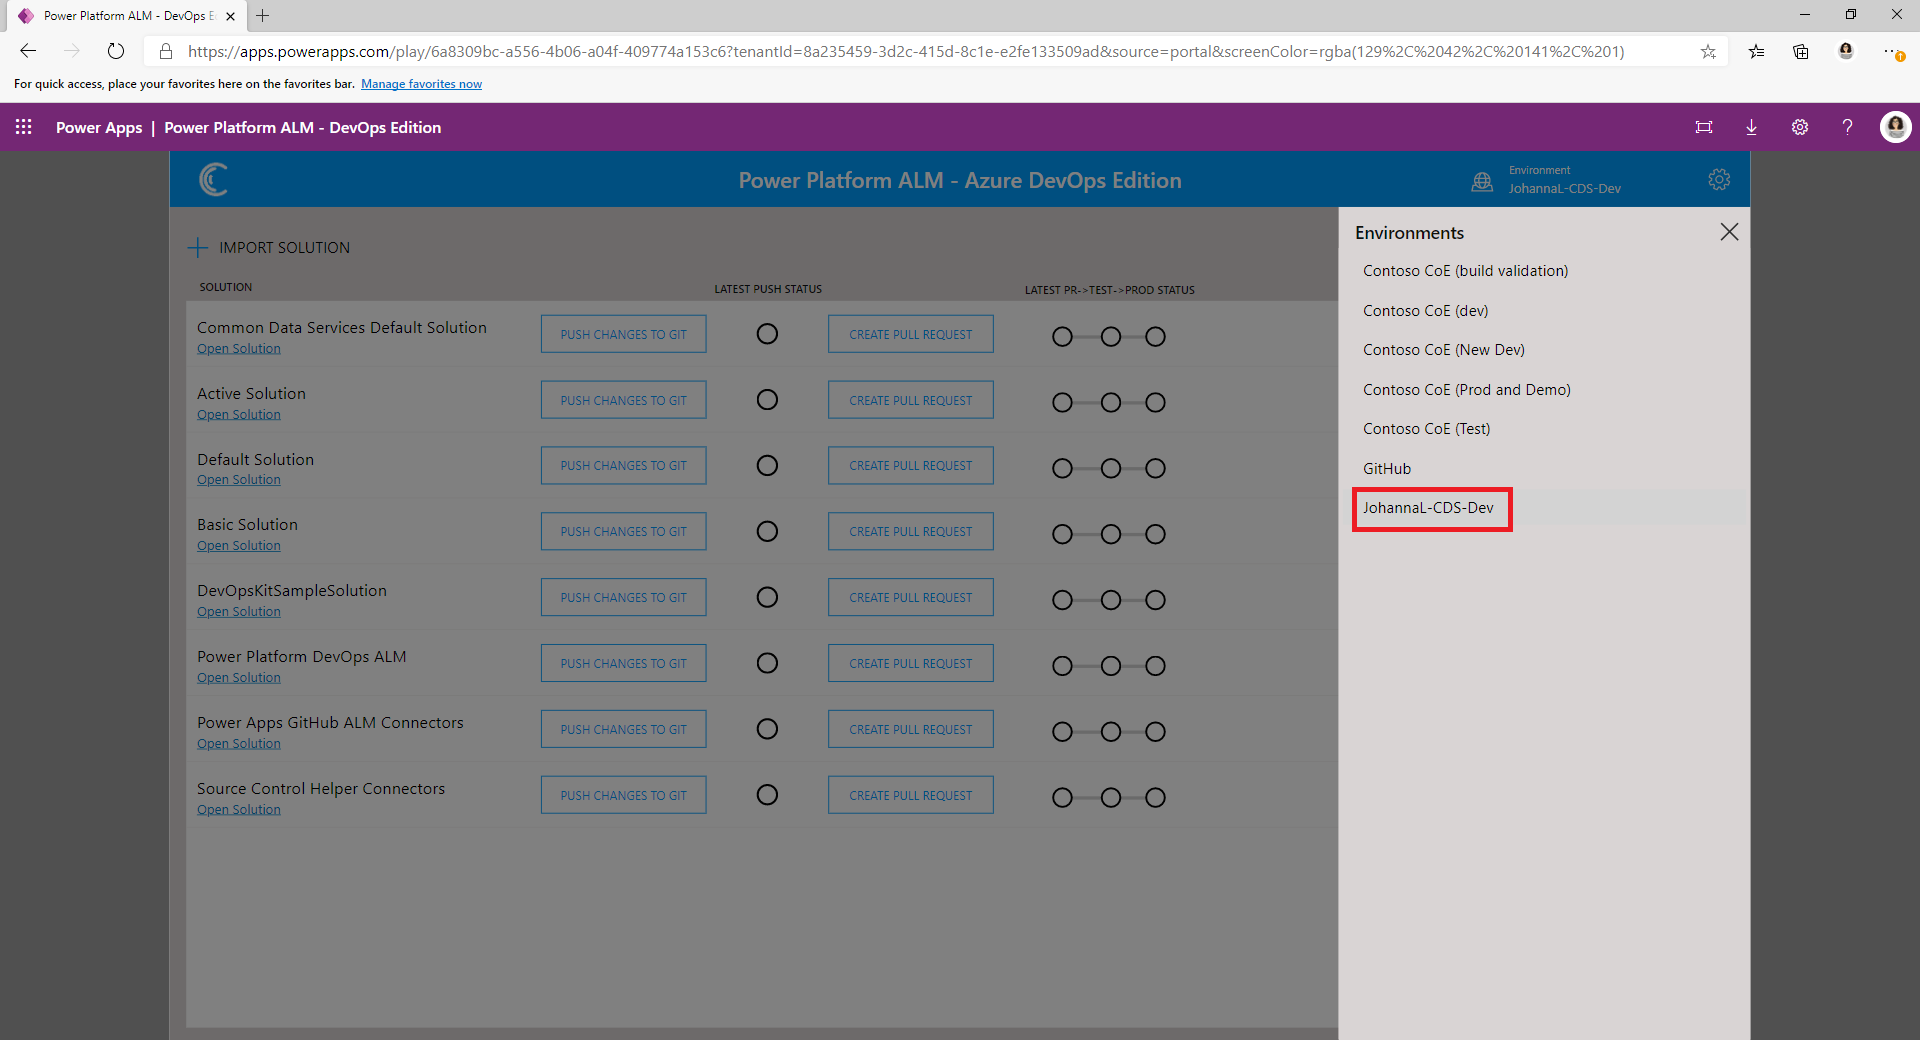 Power Platform ALM - DevOps E
https://apps.powerapps.com/play/6a8309bc-a556-4b06-a04f-409774a153c6?tenantId=8a235459-3d2c-415d-8c1e-e2fe133509ad&source=portal&screenColor=rgba(129%2C%2042%2C%20141%2C%201)
For quick access, place your favorites here on the favorites bar. Manage favorites now
Power Apps | Power Platform ALM - DevOps Edition
Power Platform ALM - Azure DevOps Edition
Environment
JohannaL-CDS-Dev
IMPORT SOLUTION
SOLUTION LATEST PUSH STATUS LATEST PR->TEST->PROD STATUS
Common Data Services Default Solution
Open Solution
PUSH CHANGES TO GIT CREATE PULL REQUEST
Active Solution
Open Solution
PUSH CHANGES TO GIT CREATE PULL REQUEST
Default Solution
Open Solution
PUSH CHANGES TO GIT CREATE PULL REQUEST
Basic Solution
Open Solution
PUSH CHANGES TO GIT CREATE PULL REQUEST
DevOpsKitSampleSolution
Open Solution
PUSH CHANGES TO GIT CREATE PULL REQUEST
Power Platform DevOps ALM
Open Solution
PUSH CHANGES TO GIT CREATE PULL REQUEST
Power Apps GitHub ALM Connectors
Open Solution
PUSH CHANGES TO GIT CREATE PULL REQUEST
Source Control Helper Connectors
Open Solution
PUSH CHANGES TO GIT CREATE PULL REQUEST
Environments
Contoso CoE (build validation)
Contoso CoE (dev)
Contoso CoE (New Dev)
Contoso CoE (Prod and Demo)
Contoso CoE (Test)
GitHub
JohannaL-CDS-Dev